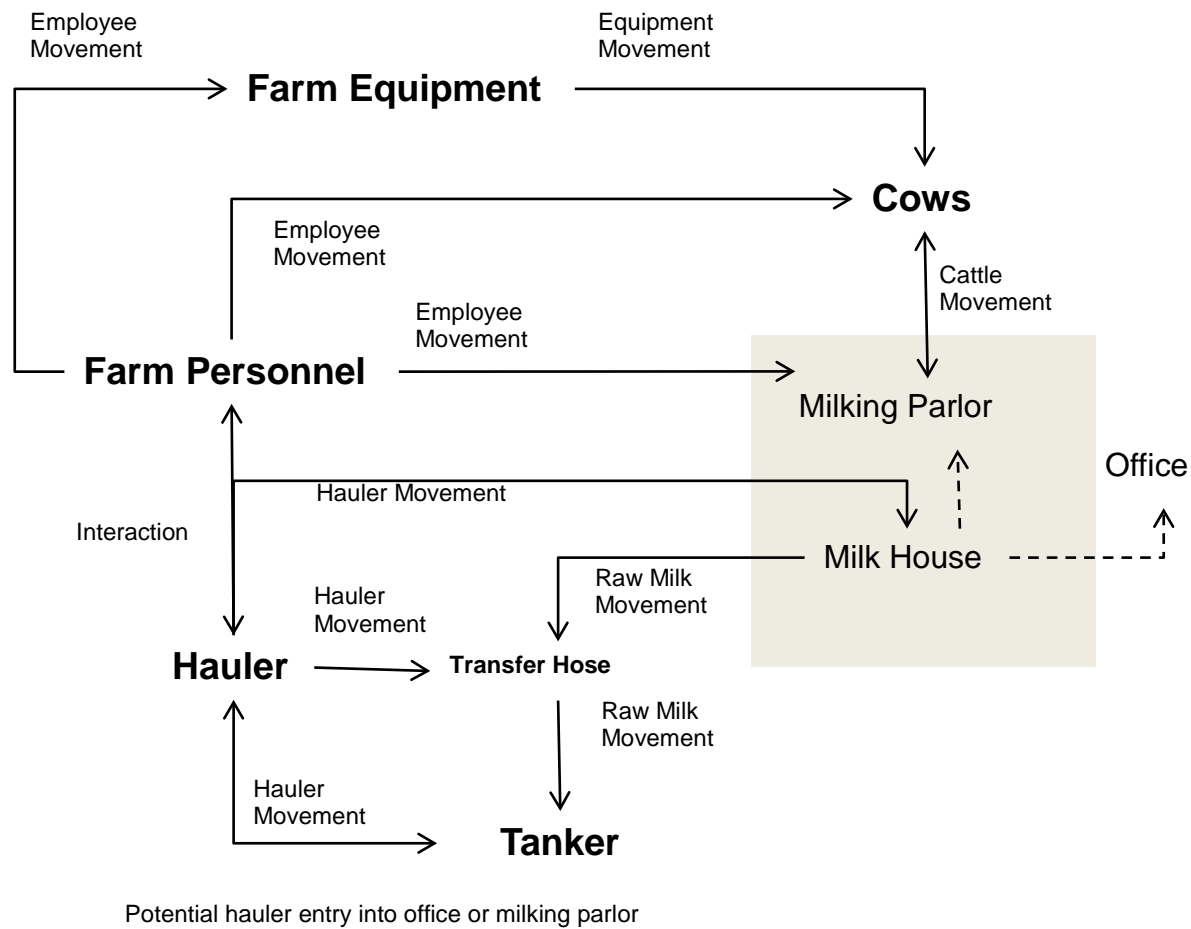 Employee
Movement
Equipment
Movement
Farm Equipment
Cows
Employee
Movement
Cattle
Movement
Employee
Movement
Farm Personnel
Milking Parlor
Office
Hauler Movement
Interaction
Milk House
Raw Milk
Movement
Hauler
Movement
Hauler
Transfer Hose
Raw Milk
Movement
Hauler
Movement
Tanker
Potential hauler entry into office or milking parlor